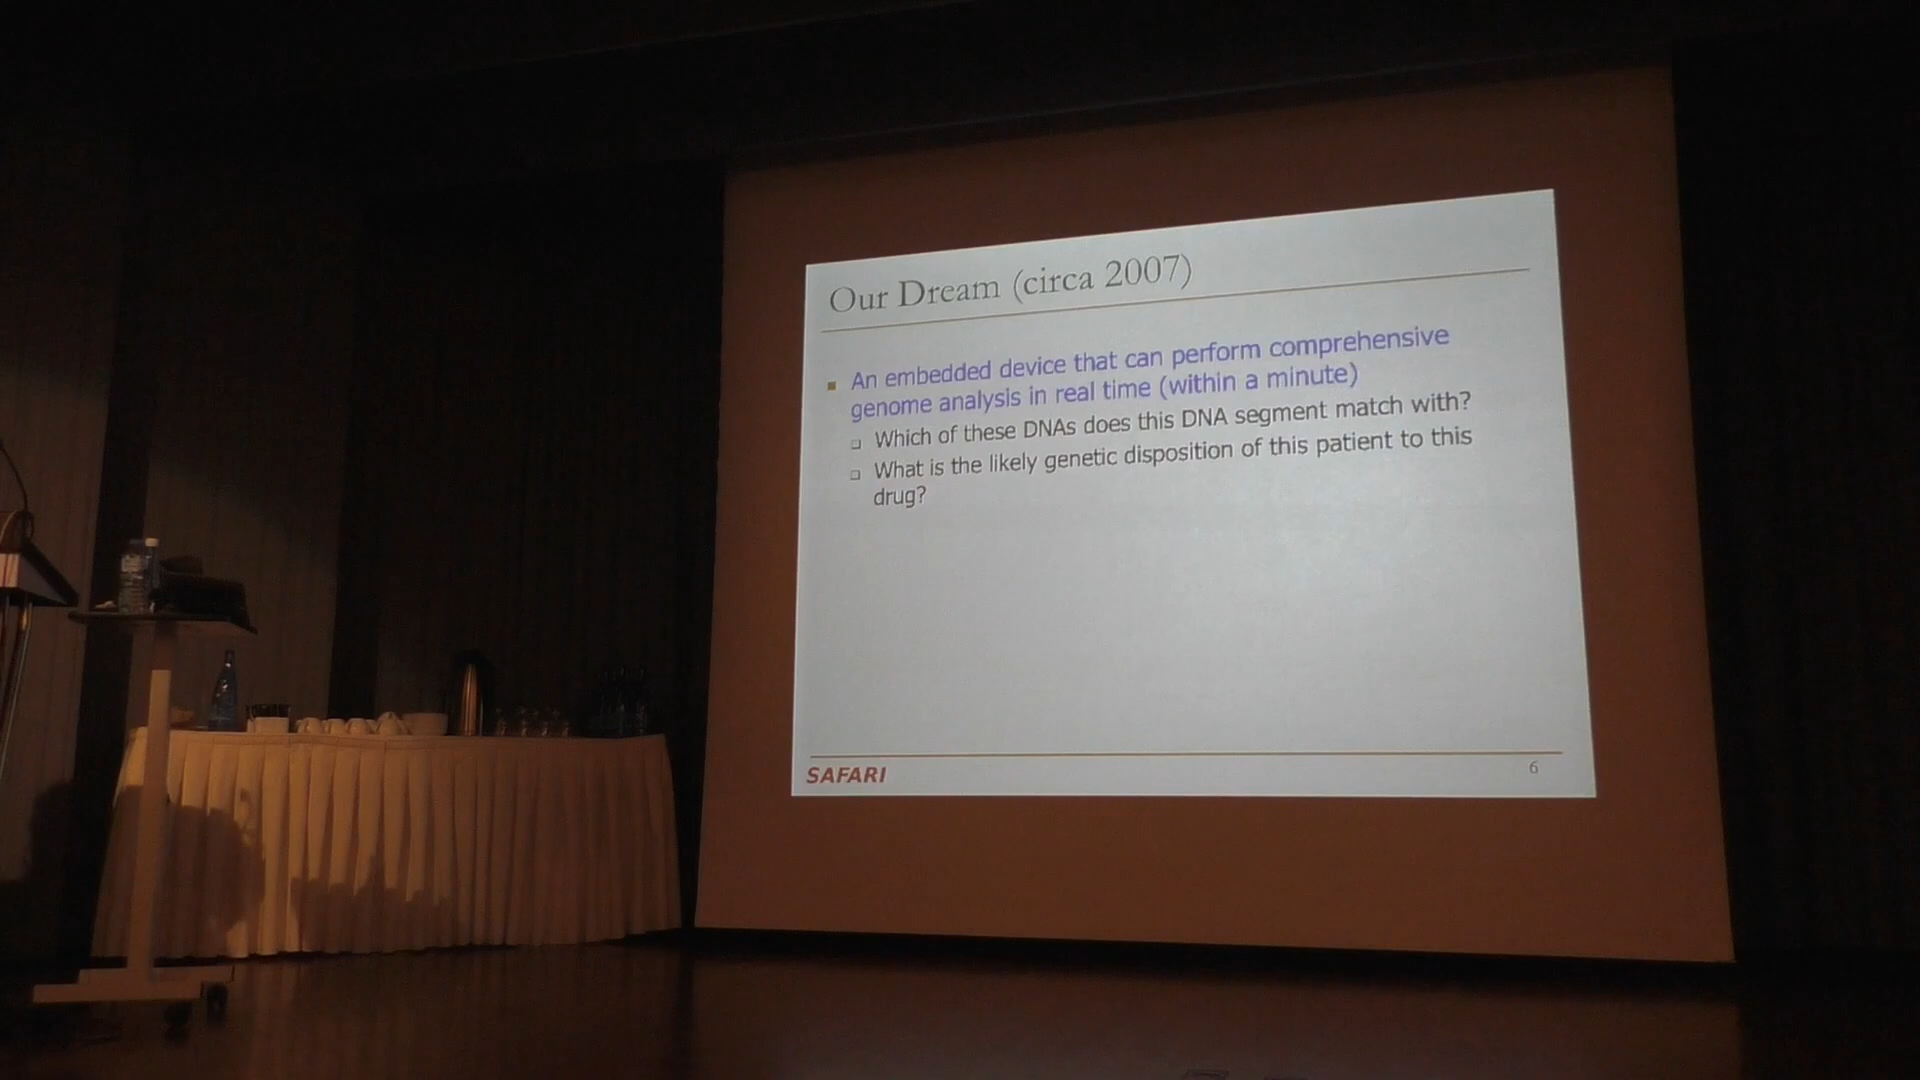 Our Dream (circa 2007)
An embedded device that can perform comprehensive
genome analysis in real time (within a minute)
Which of these DNAs does this DNA segment match with?
What is the likely genetic disposition of this patient to this
drug?
SAFARI
6